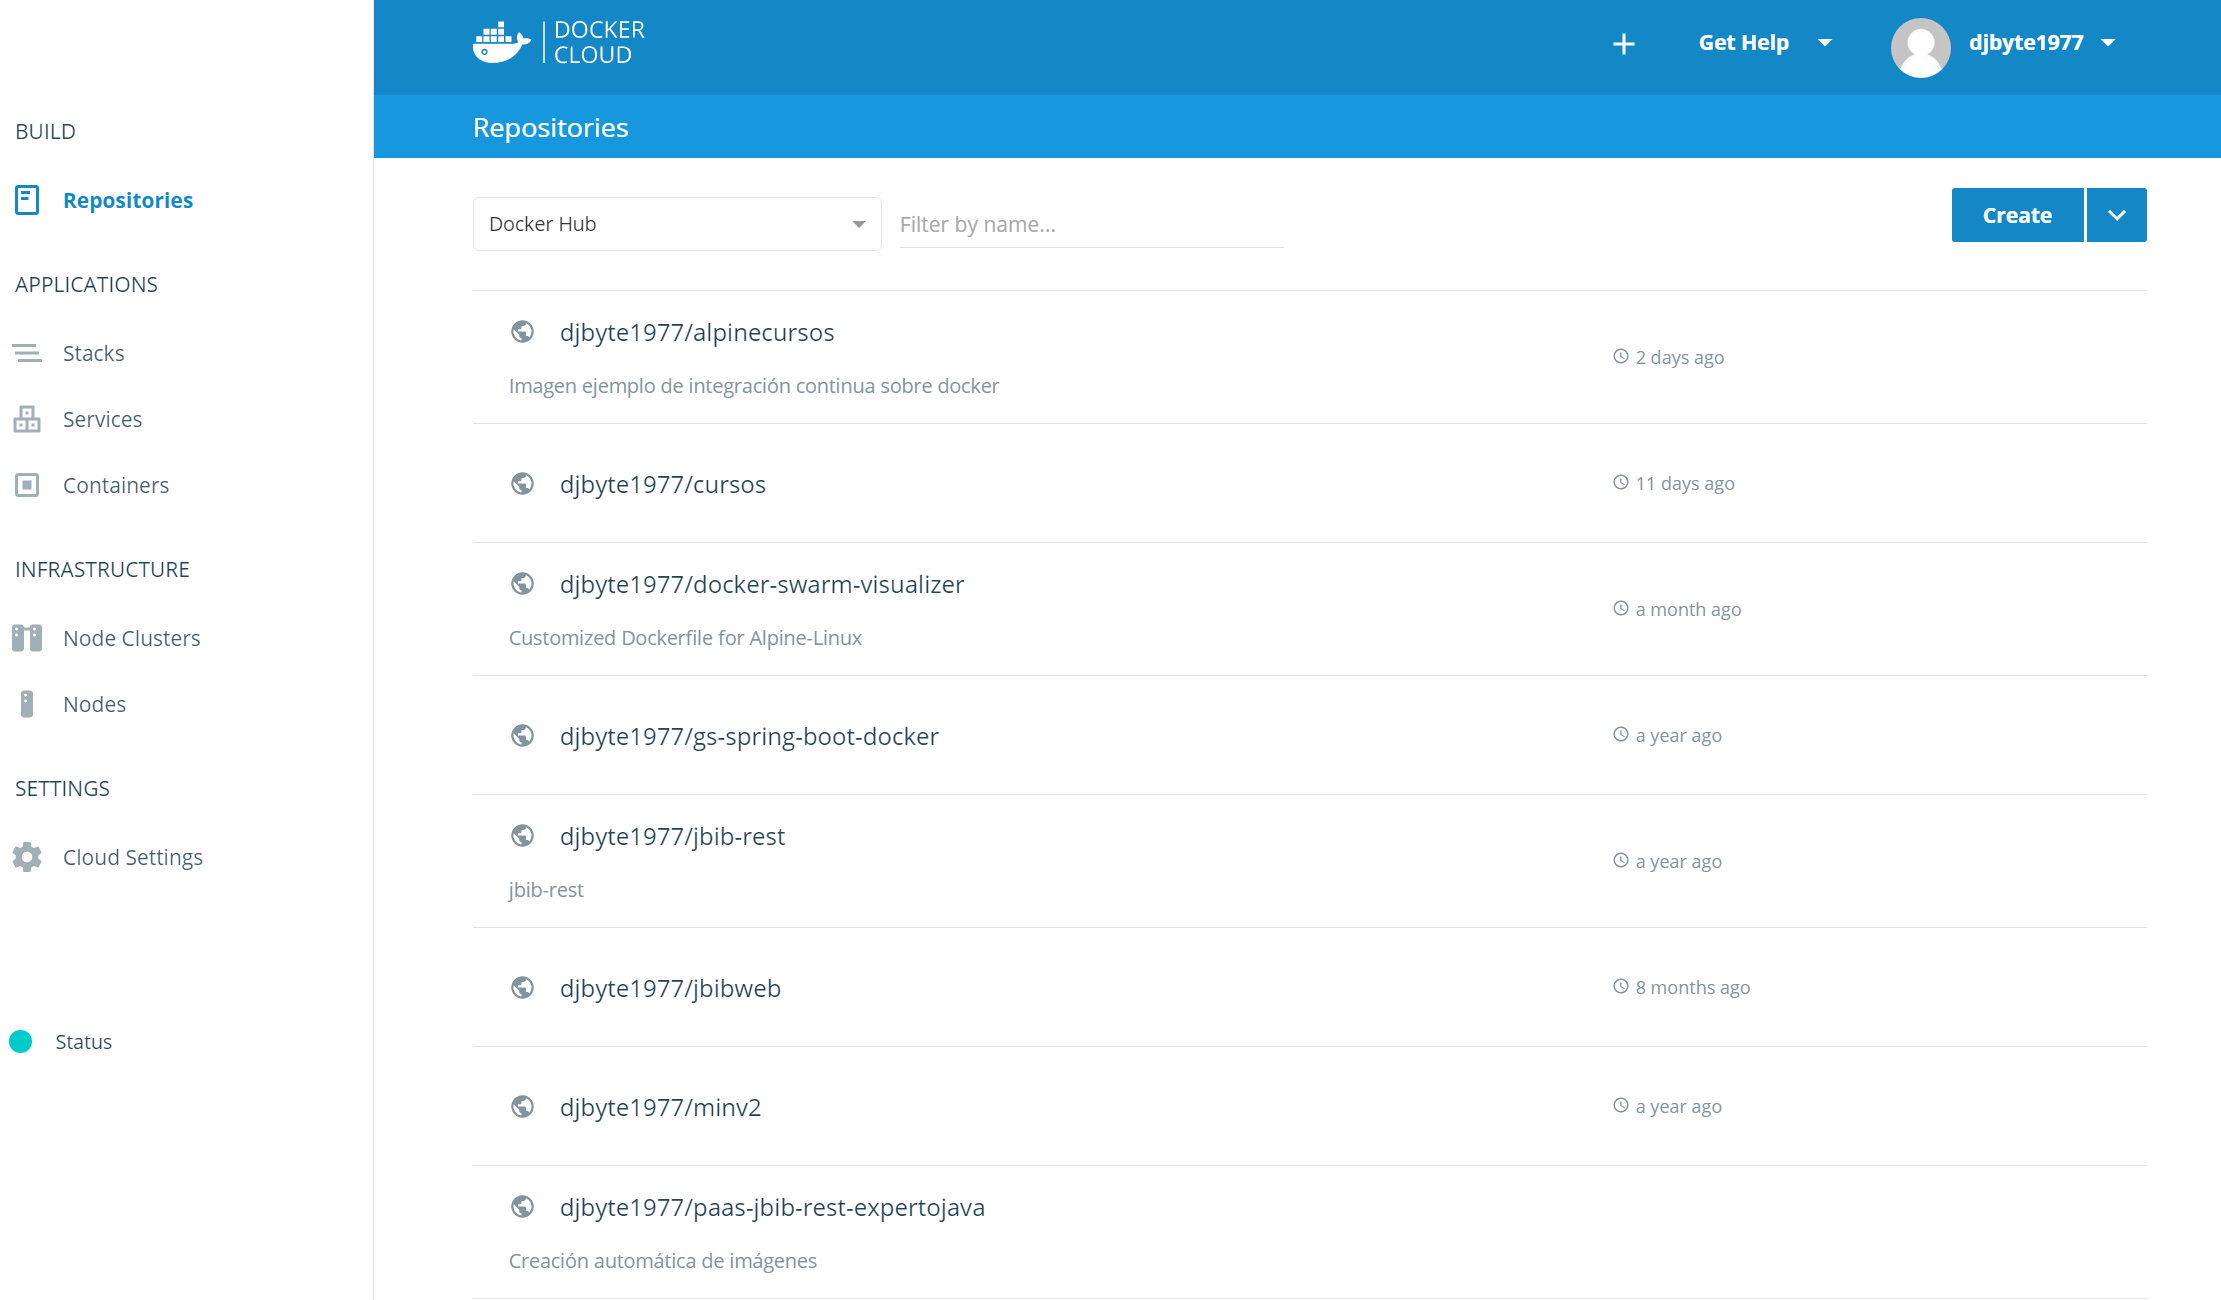 DOCKER
CLOUD
Get Help
djbyte1977
Repositories
BUILD
Repositories
APPLICATIONS
Stacks
Services
Containers
INFRASTRUCTURE
Node Clusters
Nodes
SETTINGS
Cloud Settings
Status
Docker Hub
Filter by name...
Create
djbyte1977/alpinecursos
Imagen ejemplo de integración continua sobre docker
2 days ago
djbyte1977/cursos
11 days ago
djbyte1977/docker-swarm-visualizer
Customized Dockerfile for Alpine-Linux
a month ago
djbyte1977/gs-spring-boot-docker
a year ago
djbyte1977/jbib-rest
jbib-rest
a year ago
djbyte1977/jbibweb
8 months ago
djbyte1977/minv2
a year ago
djbyte1977/paas-jbib-rest-expertojava
Creación automática de imágenes